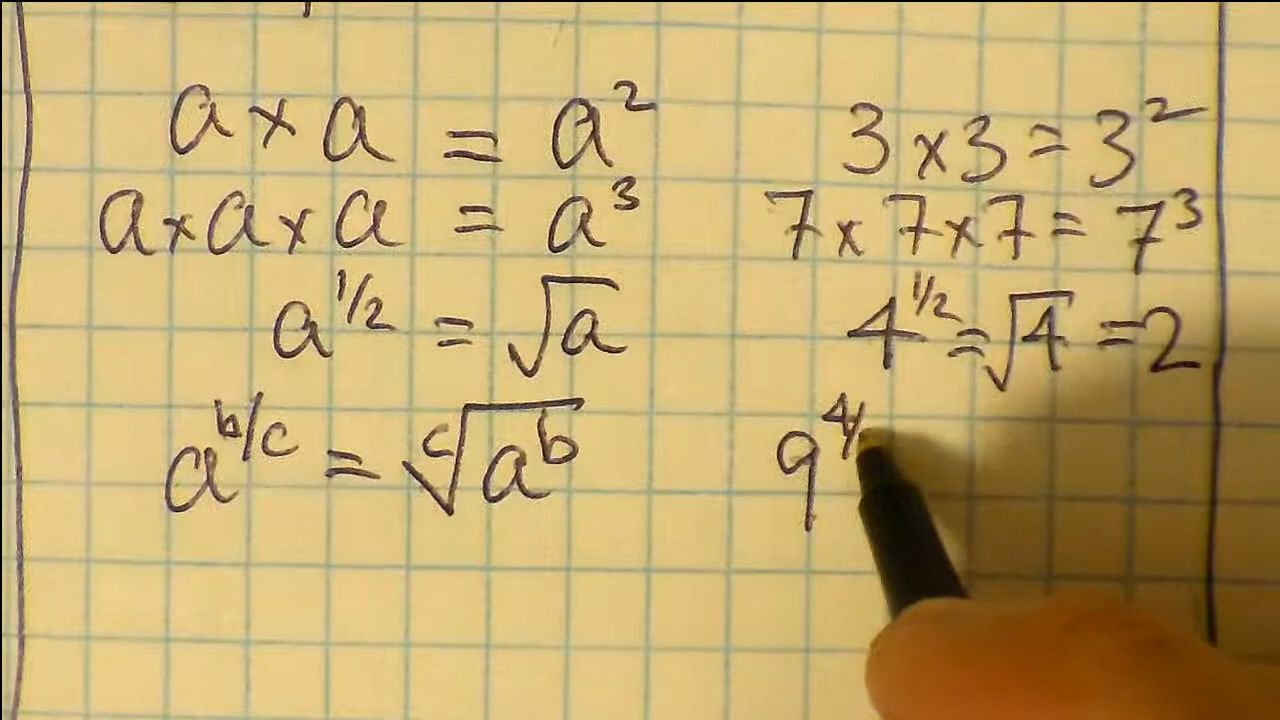 a × a = a² 3 × 3 = 3²
a × a × a = a³ 7 × 7 × 7 = 7³
a^1/2 = √a 4^1/2 = √4 = 2
a^b/c = ᶜ√a^b 9^4/